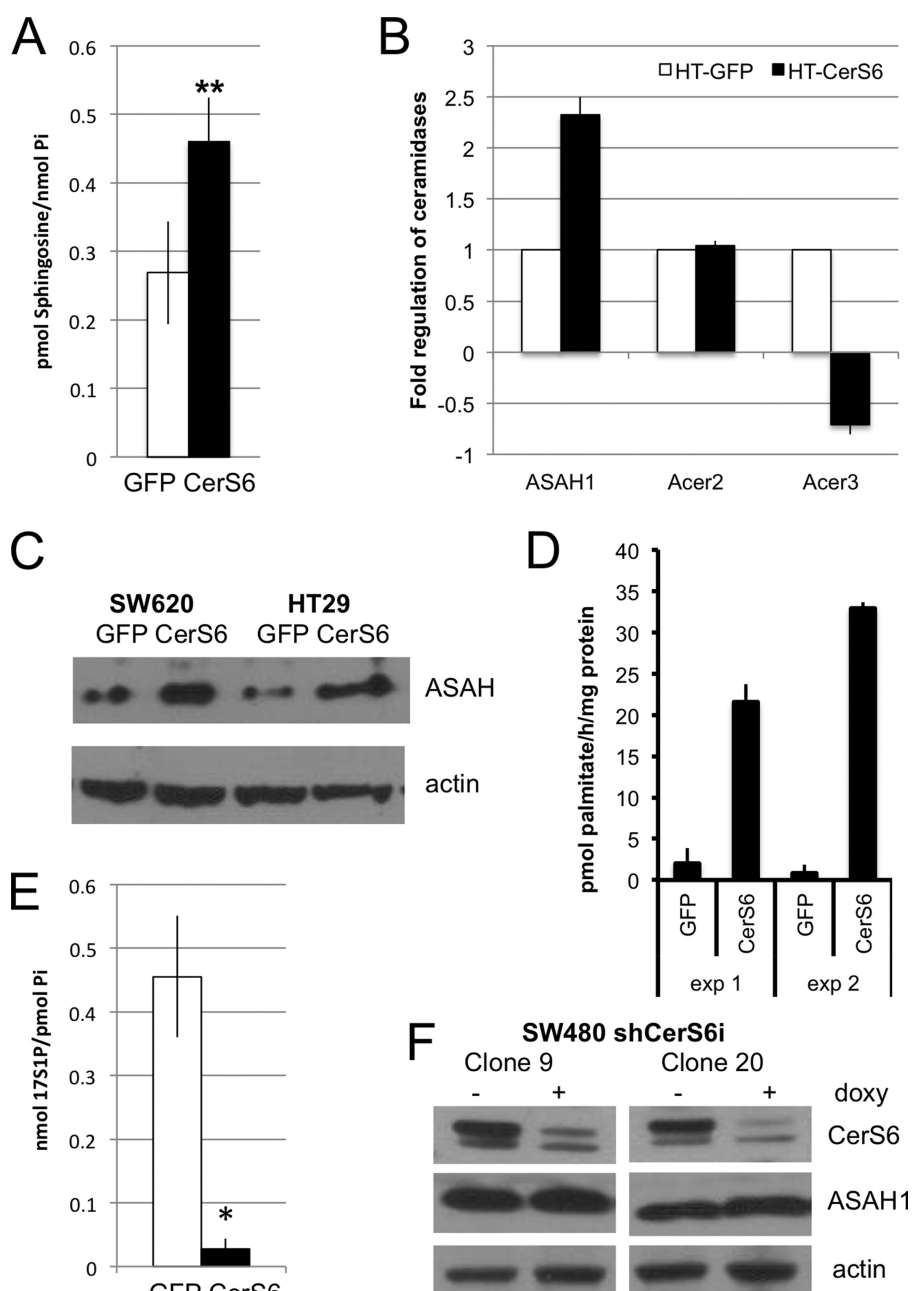 A
0.6
0.5
0.4
0.3
0.2
0.1
0
pmol Sphingosine/nmol Pi
**
GFP CerS6
B
3
2.5
2
1.5
1
0.5
0
-0.5
-1
Fold regulation of ceramidases
HT-GFP HT-CerS6
ASAH1 Acer2 Acer3
C
SW620 HT29
GFP CerS6 GFP CerS6
ASAH
actin
D
40
35
30
25
20
15
10
5
0
pmol palmitate/h/mg protein
GFP CerS6 GFP CerS6
exp 1 exp 2
E
0.6
0.5
0.4
0.3
0.2
0.1
0
nmol 17S1P/pmol Pi
*
GFP CerS6
F
SW480 shCerS6i
Clone 9 Clone 20
- + - + doxy
CerS6
ASAH1
actin